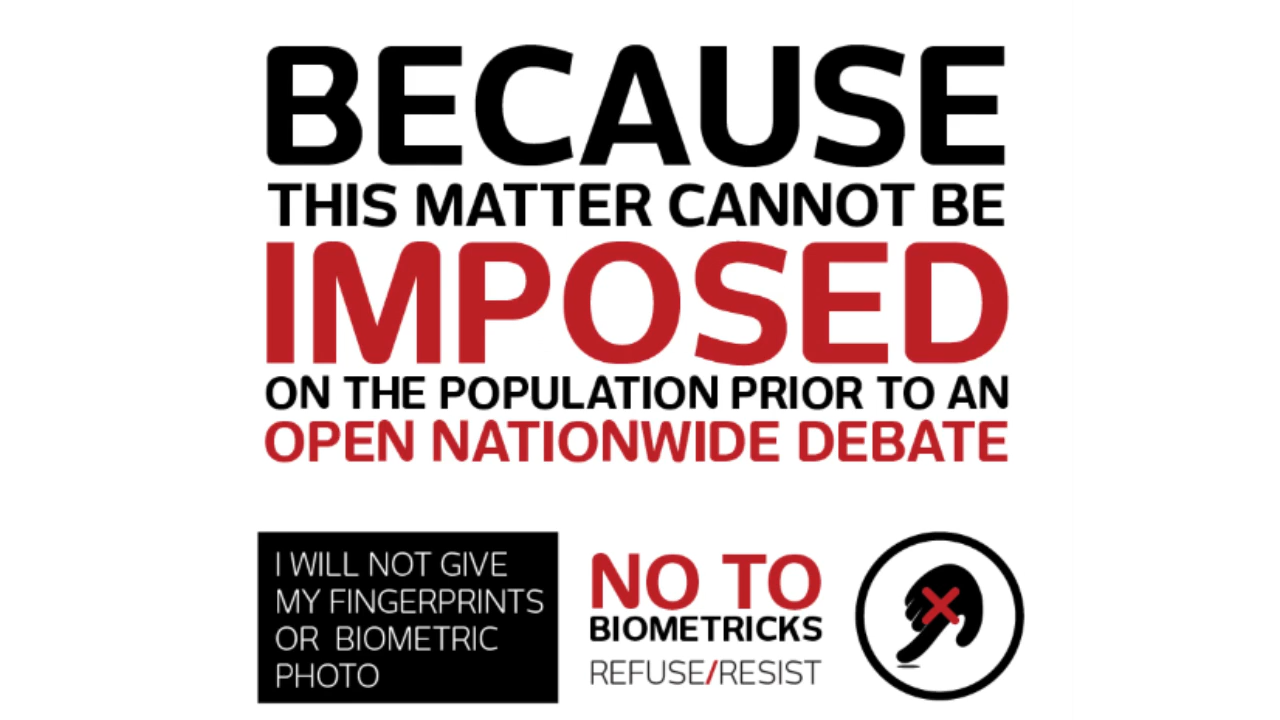 BECAUSE
THIS MATTER CANNOT BE
IMPOSED
ON THE POPULATION PRIOR TO AN
OPEN NATIONWIDE DEBATE
I WILL NOT GIVE
MY FINGERPRINTS
OR BIOMETRIC
PHOTO
NO TO
BIOMETRICKS
REFUSE/RESIST